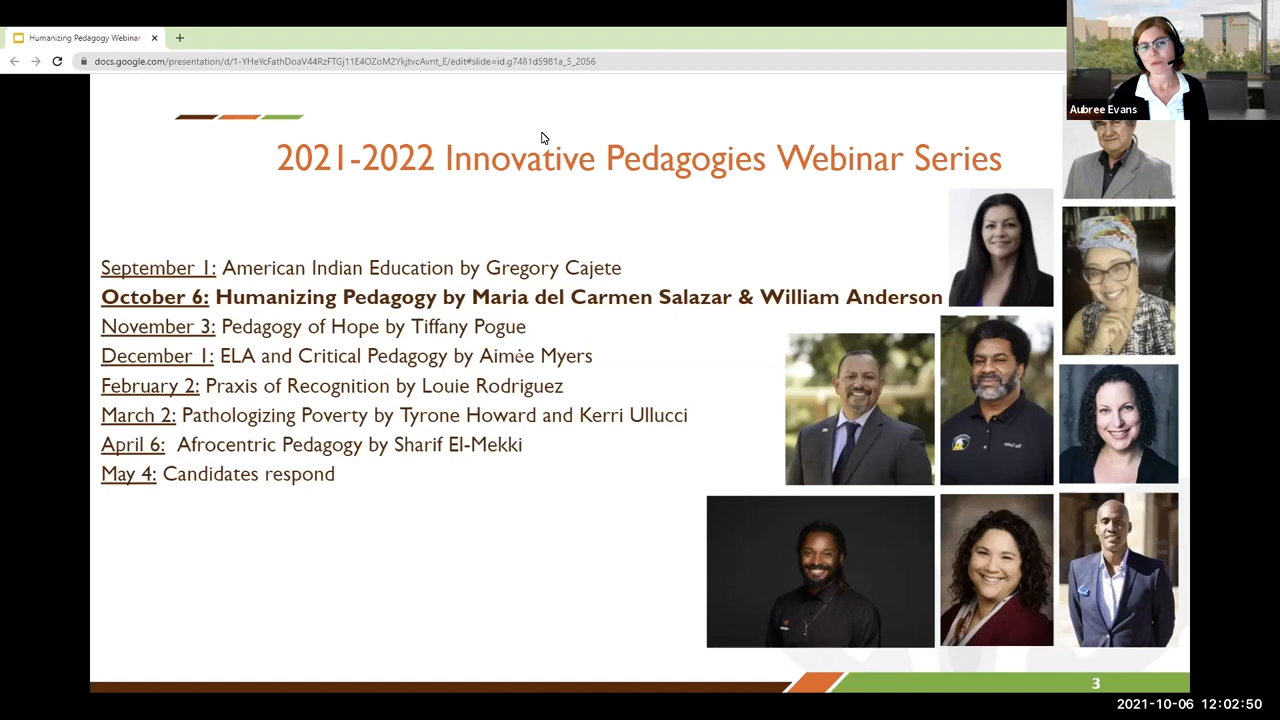 Humanizing Pedagogy Webinar
docs.google.com/presentation/d/1-YHeYcFathDoaV44RzFTGj11E4OZoM2YkjtvcAvnt_E/edit#slide=id.g7481d5981a_5_2056
Aubree Evans
2021-2022 Innovative Pedagogies Webinar Series
September 1: American Indian Education by Gregory Cajete
October 6: Humanizing Pedagogy by Maria del Carmen Salazar & William Anderson
November 3: Pedagogy of Hope by Tiffany Pogue
December 1: ELA and Critical Pedagogy by Aimėe Myers
February 2: Praxis of Recognition by Louie Rodriguez
March 2: Pathologizing Poverty by Tyrone Howard and Kerri Ullucci
April 6: Afrocentric Pedagogy by Sharif El-Mekki
May 4: Candidates respond
3
2021-10-06 12:02:50